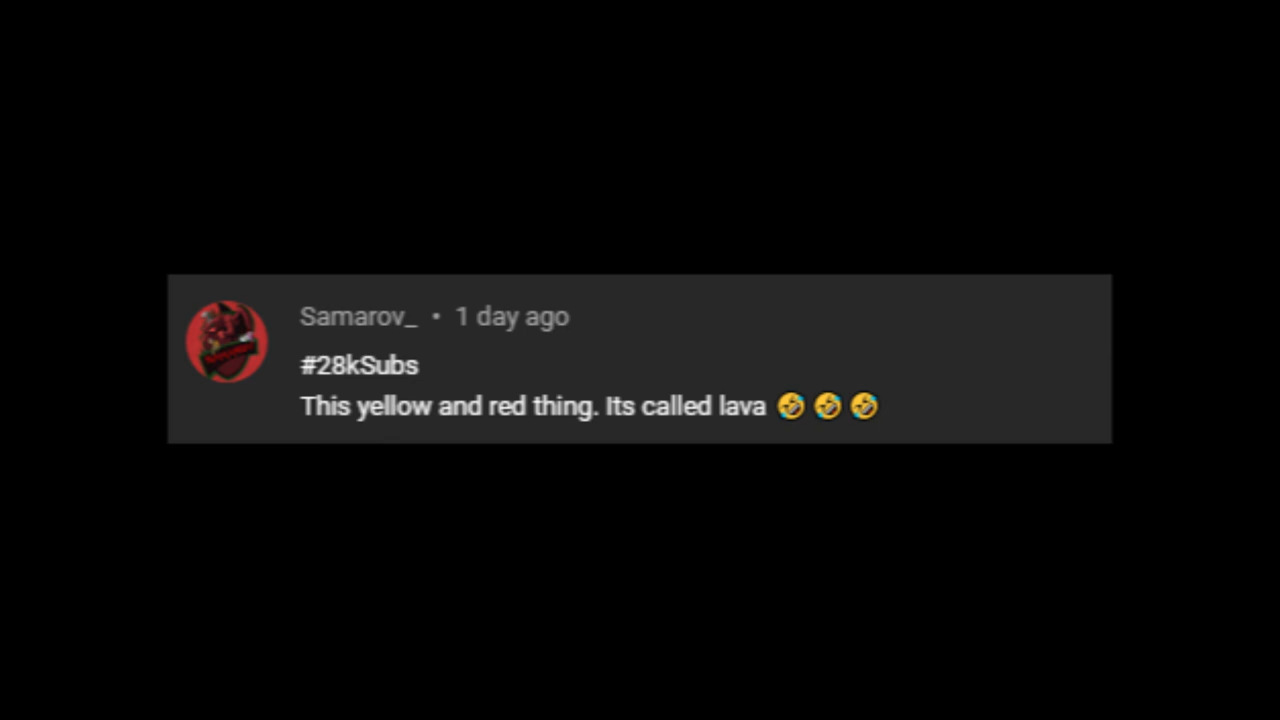 Samarov_ • 1 day ago
#28kSubs
This yellow and red thing. Its called lava 🤣 🤣 🤣